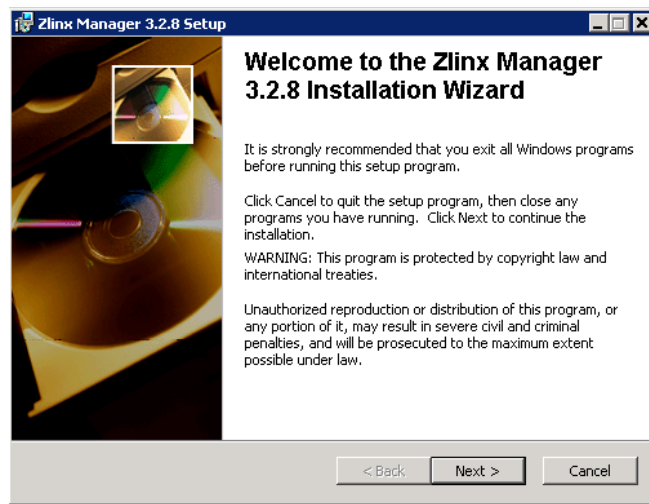 Zlinx Manager 3.2.8 Setup
Welcome to the Zlinx Manager
3.2.8 Installation Wizard
It is strongly recommended that you exit all Windows programs
before running this setup program.
Click Cancel to quit the setup program, then close any
programs you have running. Click Next to continue the
installation.
WARNING: This program is protected by copyright law and
international treaties.
Unauthorized reproduction or distribution of this program, or
any portion of it, may result in severe civil and criminal
penalties, and will be prosecuted to the maximum extent
possible under law.
< Back Next > Cancel